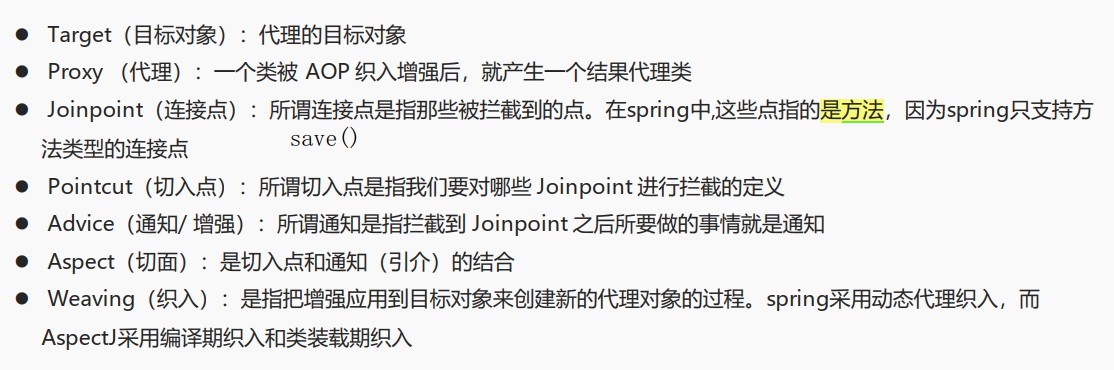 ● Target（目标对象）：代理的目标对象
● Proxy （代理）：一个类被 AOP 织入增强后，就产生一个结果代理类
● Joinpoint（连接点）：所谓连接点是指那些被拦截到的点。在spring中,这些点指的是方法，因为spring只支持方
法类型的连接点
save()
● Pointcut（切入点）：所谓切入点是指我们要对哪些 Joinpoint 进行拦截的定义
● Advice（通知/ 增强）：所谓通知是指拦截到 Joinpoint 之后所要做的事情就是通知
● Aspect（切面）：是切入点和通知（引介）的结合
● Weaving（织入）：是指把增强应用到目标对象来创建新的代理对象的过程。spring采用动态代理织入，而
AspectJ采用编译期织入和类装载期织入